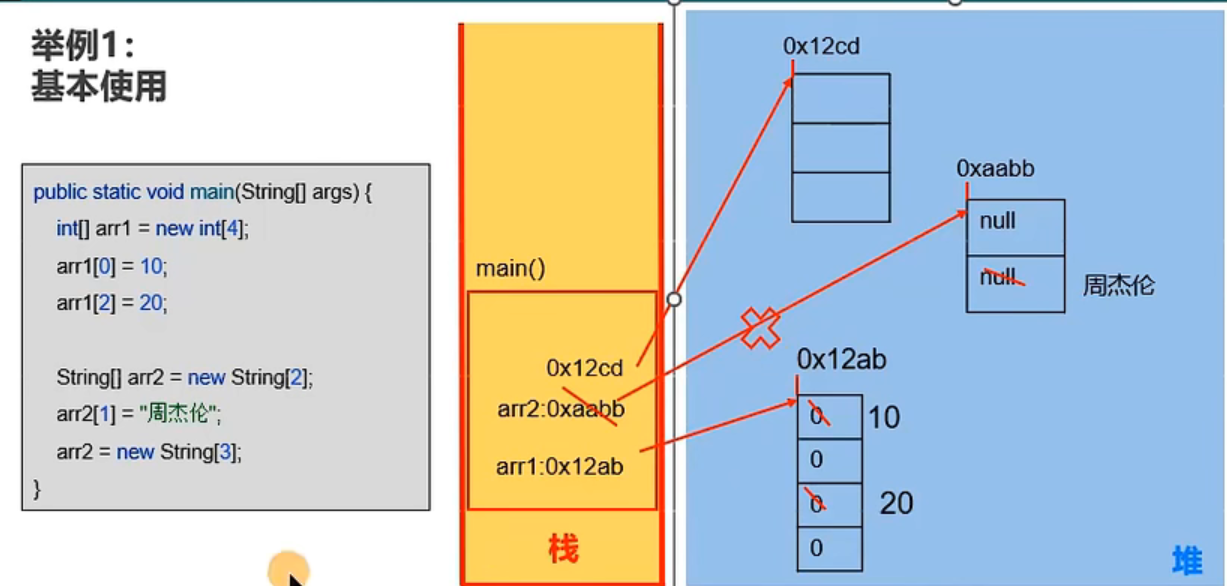 举例1：
基本使用
public static void main(String[] args) {
int[] arr1 = new int[4];
arr1[0] = 10;
arr1[2] = 20;
String[] arr2 = new String[2];
arr2[1] = "周杰伦";
arr2 = new String[3];
}
main()
0x12cd
arr2:0xaabb
arr1:0x12ab
栈
0x12cd
0xaabb
null
null
周杰伦
0x12ab
0
10
0
0
20
0
堆